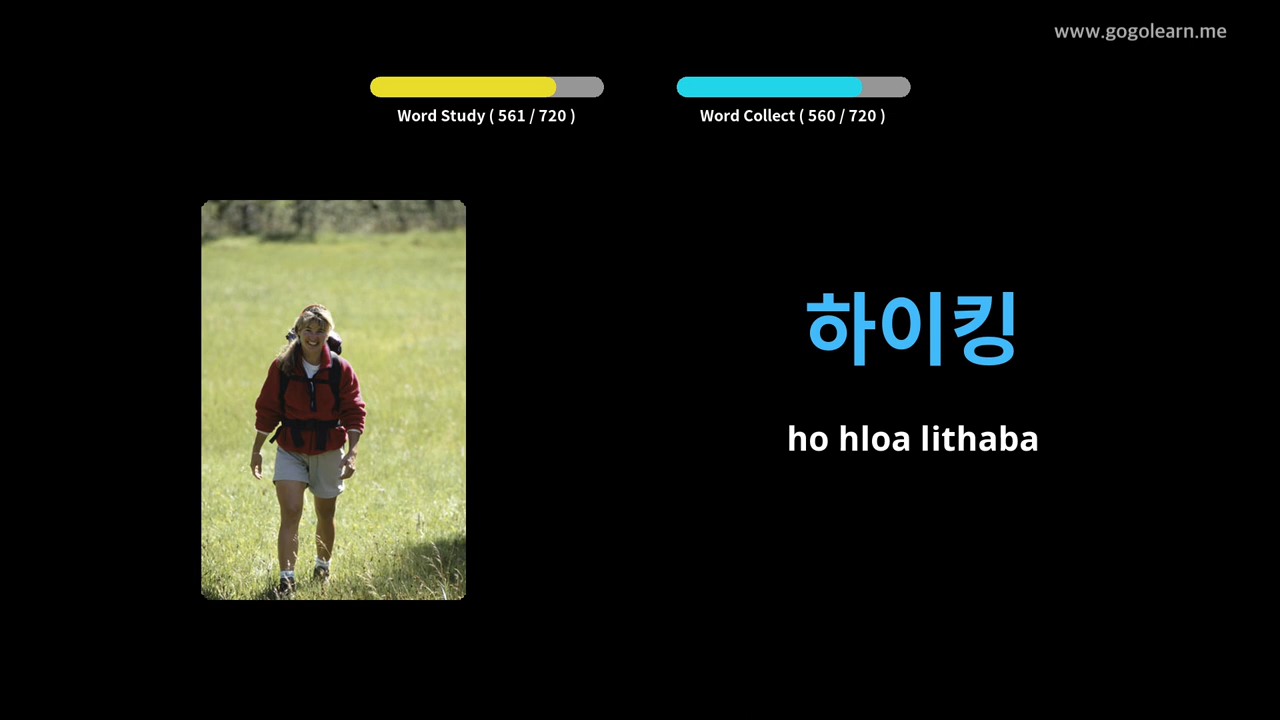 www.gogolearn.me
Word Study ( 561 / 720 )
Word Collect ( 560 / 720 )
하이킹
ho hloa lithaba